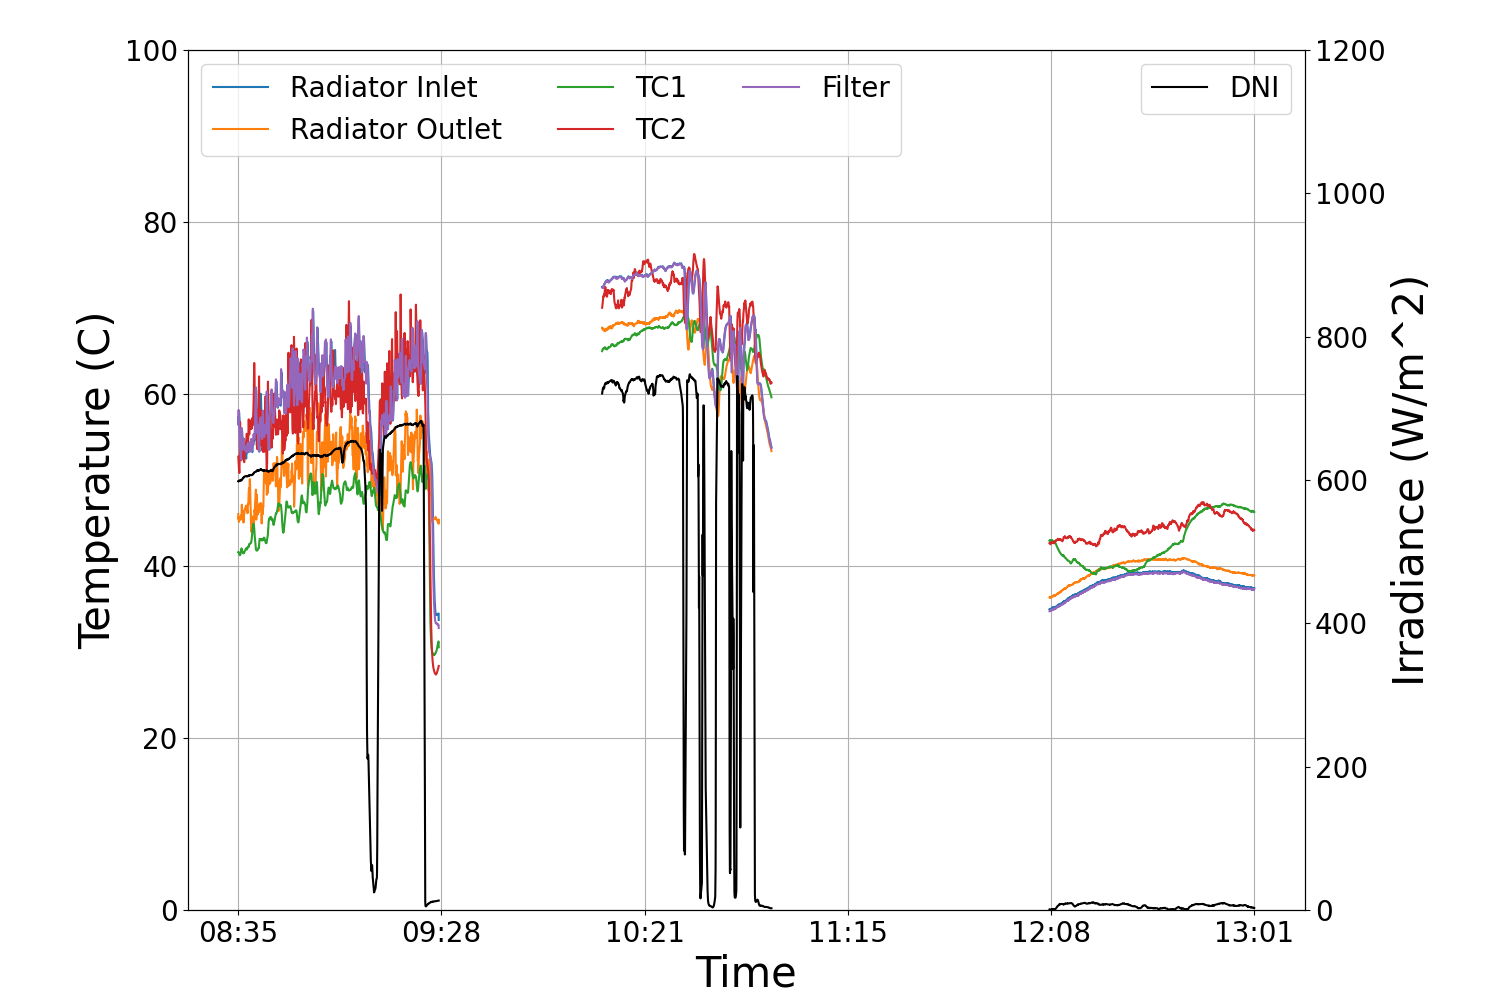 Radiator Inlet
Radiator Outlet
TC1
TC2
Filter
DNI
Temperature (C)
100
80
60
40
20
0
Irradiance (W/m^2)
1200
1000
800
600
400
200
0
08:35
09:28
10:21
11:15
12:08
13:01
Time